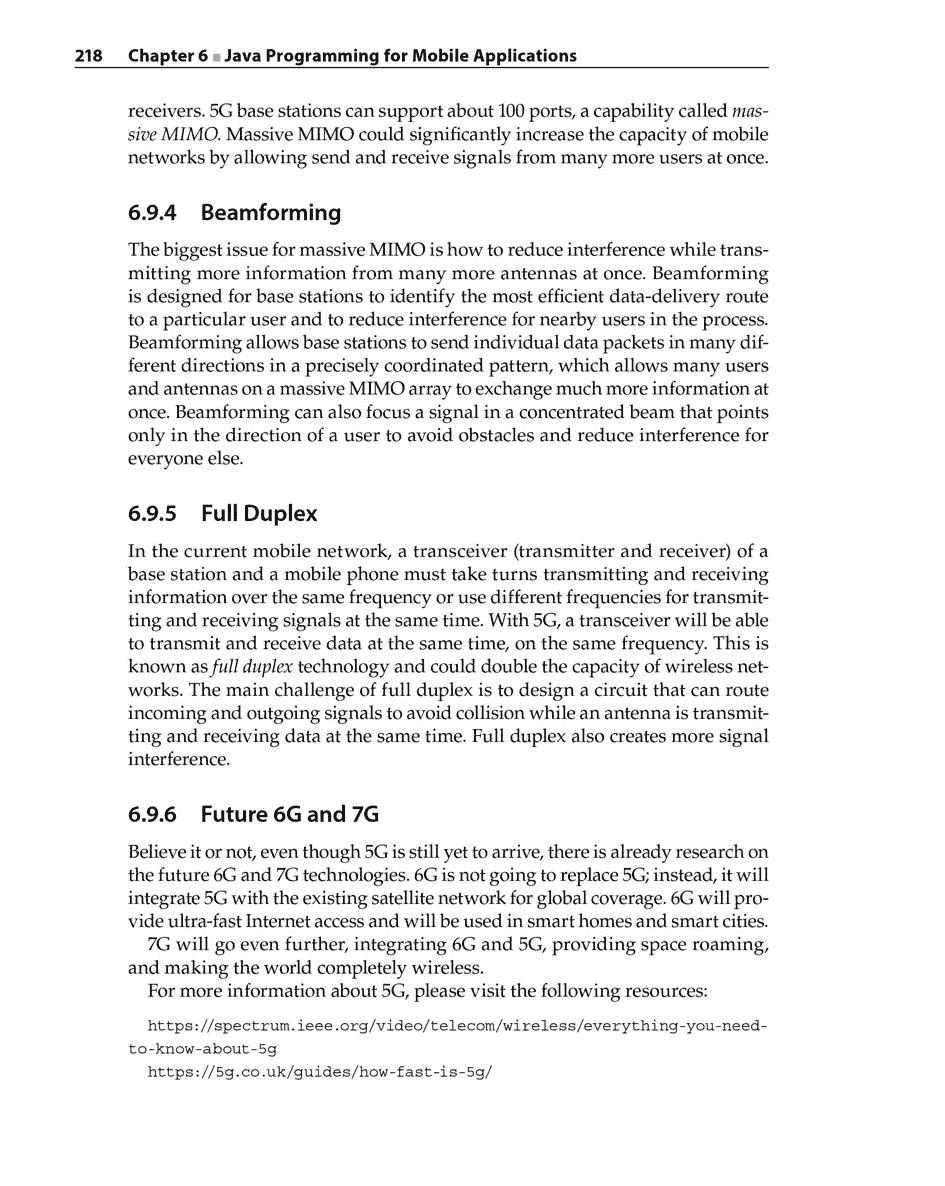 218 Chapter 6 ■ Java Programming for Mobile Applications
receivers. 5G base stations can support about 100 ports, a capability called mas-
sive MIMO. Massive MIMO could significantly increase the capacity of mobile
networks by allowing send and receive signals from many more users at once.
6.9.4 Beamforming
The biggest issue for massive MIMO is how to reduce interference while trans-
mitting more information from many more antennas at once. Beamforming
is designed for base stations to identify the most efficient data-delivery route
to a particular user and to reduce interference for nearby users in the process.
Beamforming allows base stations to send individual data packets in many dif-
ferent directions in a precisely coordinated pattern, which allows many users
and antennas on a massive MIMO array to exchange much more information at
once. Beamforming can also focus a signal in a concentrated beam that points
only in the direction of a user to avoid obstacles and reduce interference for
everyone else.
6.9.5 Full Duplex
In the current mobile network, a transceiver (transmitter and receiver) of a
base station and a mobile phone must take turns transmitting and receiving
information over the same frequency or use different frequencies for transmit-
ting and receiving signals at the same time. With 5G, a transceiver will be able
to transmit and receive data at the same time, on the same frequency. This is
known as full duplex technology and could double the capacity of wireless net-
works. The main challenge of full duplex is to design a circuit that can route
incoming and outgoing signals to avoid collision while an antenna is transmit-
ting and receiving data at the same time. Full duplex also creates more signal
interference.
6.9.6 Future 6G and 7G
Believe it or not, even though 5G is still yet to arrive, there is already research on
the future 6G and 7G technologies. 6G is not going to replace 5G; instead, it will
integrate 5G with the existing satellite network for global coverage. 6G will pro-
vide ultra-fast Internet access and will be used in smart homes and smart cities.
7G will go even further, integrating 6G and 5G, providing space roaming,
and making the world completely wireless.
For more information about 5G, please visit the following resources:
https://spectrum.ieee.org/video/telecom/wireless/everything-you-need-
to-know-about-5g
https://5g.co.uk/guides/how-fast-is-5g/